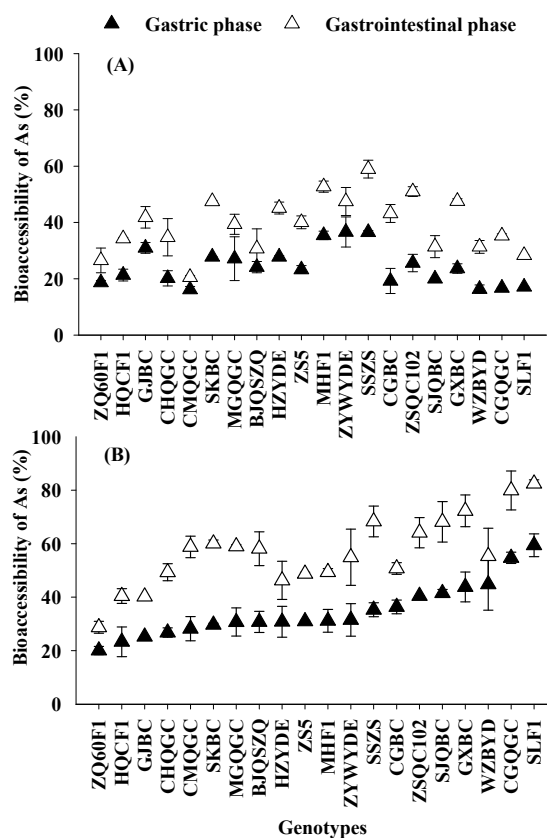 Gastric phase Gastrointestinal phase
(A)
Bioaccessibility of As (%)
100
80
60
40
20
0
ZQ60F1 HQCF1 GJBC CHQGC CMQGC SKBC MGQGC BJQSZQ HZYDE ZS5 MHF1 ZYWYDE SSZS CGBC ZSQC102 SJQBC GXBC WZBYD CGQGC SLF1
(B)
Bioaccessibility of As (%)
100
80
60
40
20
0
ZQ60F1 HQCF1 GJBC CHQGC CMQGC SKBC MGQGC BJQSZQ HZYDE ZS5 MHF1 ZYWYDE SSZS CGBC ZSQC102 SJQBC GXBC WZBYD CGQGC SLF1
Genotypes